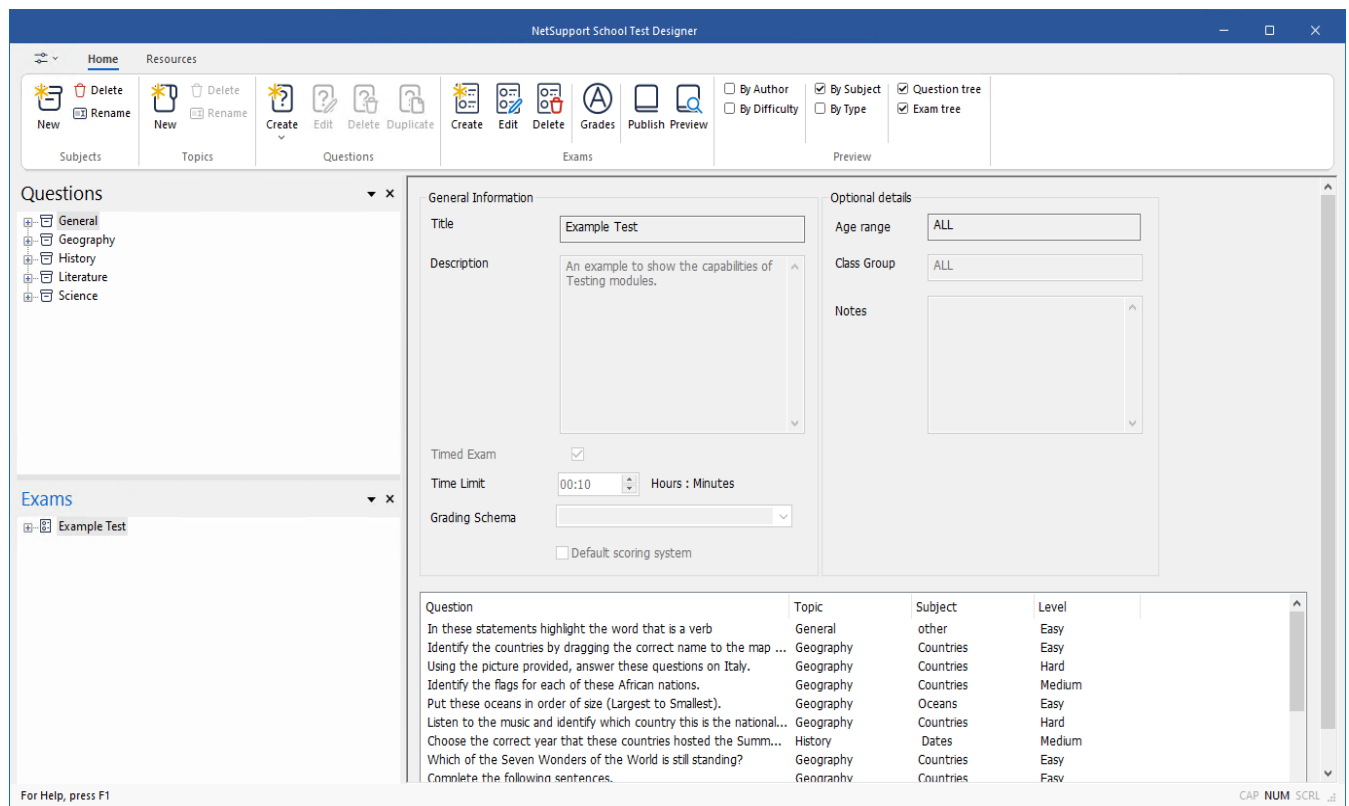 NetSupport School Test Designer
Home Resources
New Delete Rename Subjects
New Delete Rename Topics
Create Edit Delete Duplicate Questions
Create Edit Delete Grades Publish Preview Exams
By Author By Subject Question tree
By Difficulty By Type Exam tree
Preview
Questions
General
Geography
History
Literature
Science
Exams
Example Test
General Information
Title Example Test
Description An example to show the capabilities of
Testing modules.
Timed Exam
Time Limit 00:10 Hours : Minutes
Grading Schema
Default scoring system
Optional details
Age range ALL
Class Group ALL
Notes
Question Topic Subject Level
In these statements highlight the word that is a verb General other Easy
Identify the countries by dragging the correct name to the map ... Geography Countries Easy
Using the picture provided, answer these questions on Italy. Geography Countries Hard
Identify the flags for each of these African nations. Geography Countries Medium
Put these oceans in order of size (Largest to Smallest). Geography Oceans Easy
Listen to the music and identify which country this is the national... Geography Countries Hard
Choose the correct year that these countries hosted the Summ... History Dates Medium
Which of the Seven Wonders of the World is still standing? Geography Countries Easy
Complete the following sentences. Geography Countries Easy
For Help, press F1
CAP NUM SCRL